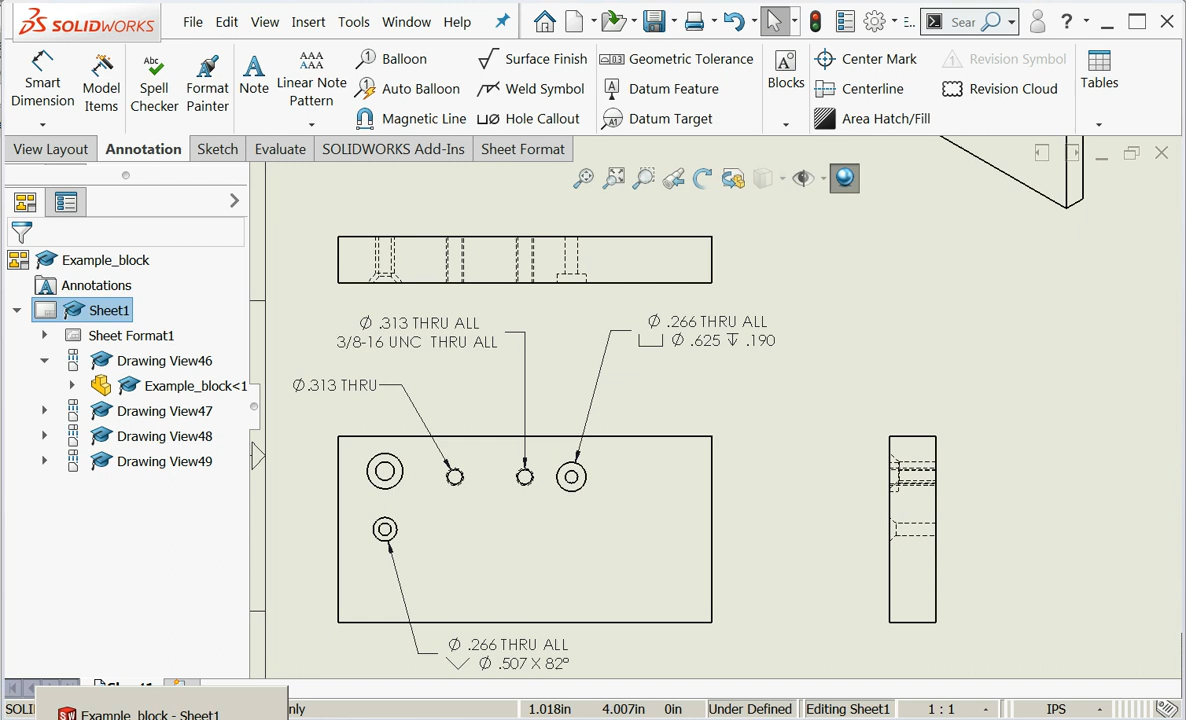 SOLIDWORKS File Edit View Insert Tools Window Help Sear ?
Smart Dimension
Model Items
Abc
Spell Checker
Format Painter
Note
AAA
AAA
Linear Note Pattern
Balloon
Auto Balloon
Magnetic Line
Surface Finish
Weld Symbol
Hole Callout
Geometric Tolerance
Datum Feature
Datum Target
Blocks
Center Mark
Centerline
Area Hatch/Fill
Revision Symbol
Revision Cloud
Tables
View Layout Annotation Sketch Evaluate SOLIDWORKS Add-Ins Sheet Format
Example_block
Annotations
Sheet1
Sheet Format1
Drawing View46
Example_block<1
Drawing View47
Drawing View48
Drawing View49
Ø .313 THRU ALL
3/8-16 UNC THRU ALL
Ø .266 THRU ALL
⌴ Ø .625 ↧ .190
Ø.313 THRU
Ø .266 THRU ALL
⌵ Ø .507 X 82°
SOLI nly 1.018in 4.007in 0in Under Defined Editing Sheet1 1 : 1 IPS
Example_block - Sheet1